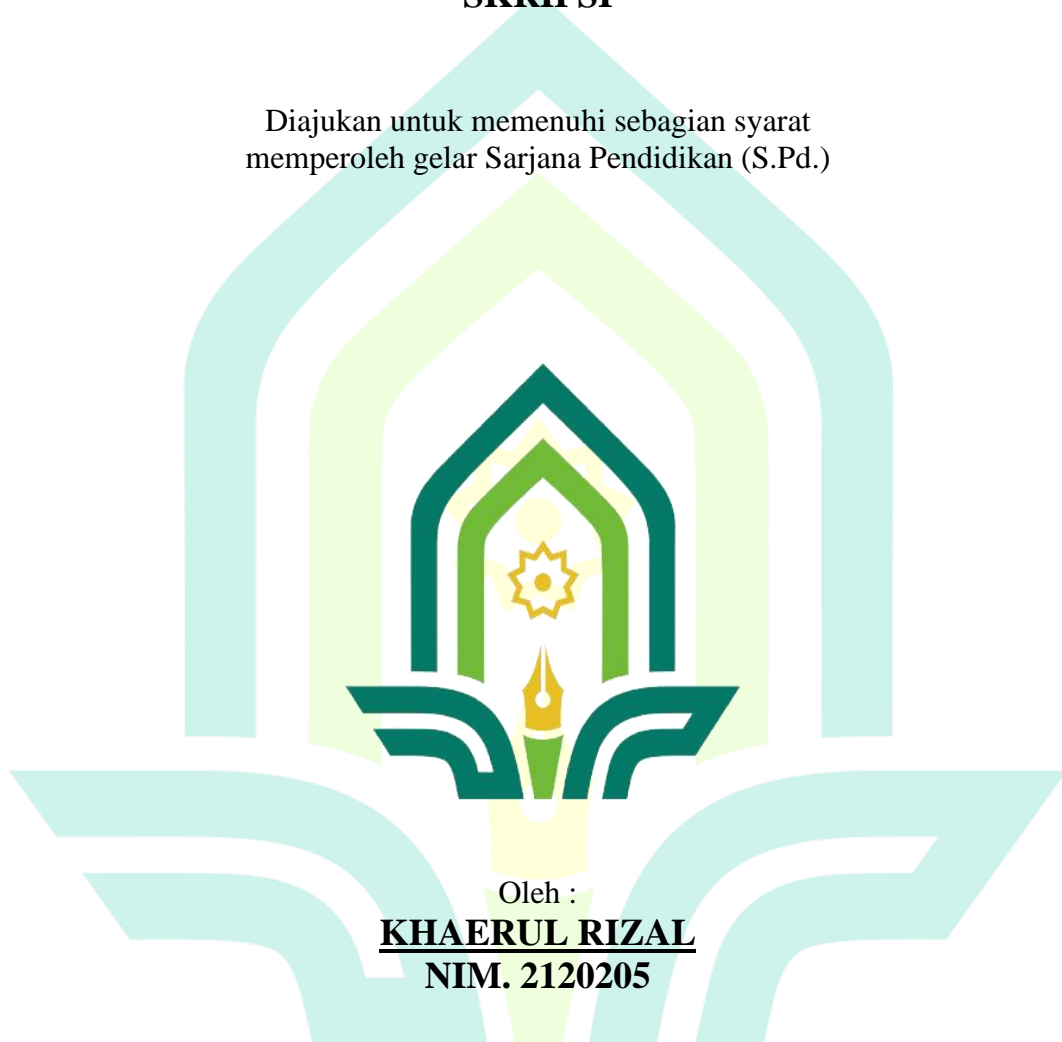 SKRIPSI
Diajukan untuk memenuhi sebagian syarat
memperoleh gelar Sarjana Pendidikan (S.Pd.)
Oleh :
KHAERUL RIZAL
NIM. 2120205